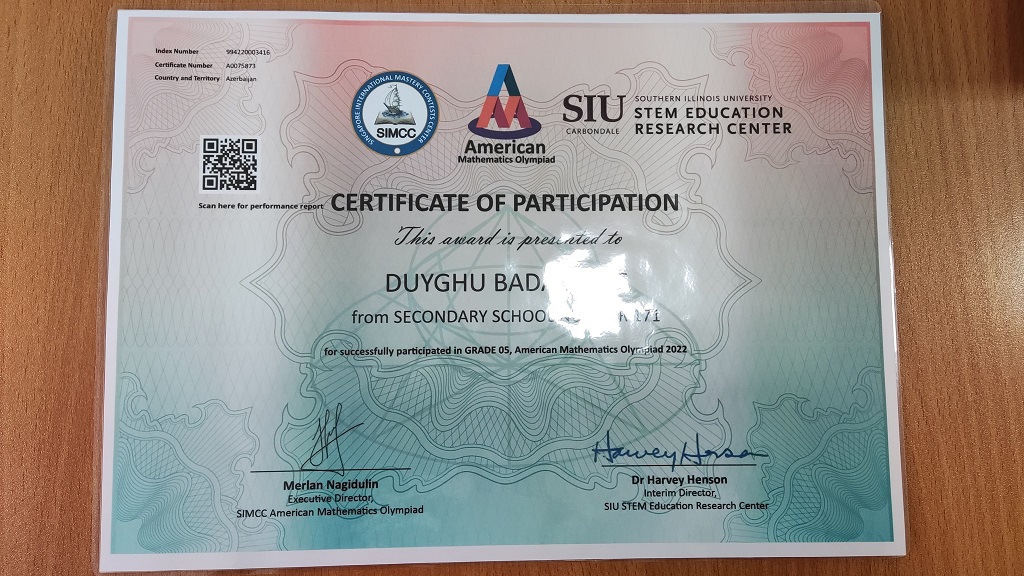 Index Number 994220003416
Certificate Number A0075873
Country and Territory Azerbaijan
SINGAPORE INTERNATIONAL MASTERY CONTESTS CENTER
SIMCC
American
Mathematics Olympiad
SIU
CARBONDALE
SOUTHERN ILLINOIS UNIVERSITY
STEM EDUCATION
RESEARCH CENTER
Scan here for performance report
CERTIFICATE OF PARTICIPATION
This award is presented to
DUYGHU
from SECONDARY SCHOOL 171
for successfully participated in GRADE 05, American Mathematics Olympiad 2022
Harvey Henson
Merlan Nagidulin
Executive Director,
SIMCC American Mathematics Olympiad
Dr Harvey Henson
Interim Director,
SIU STEM Education Research Center